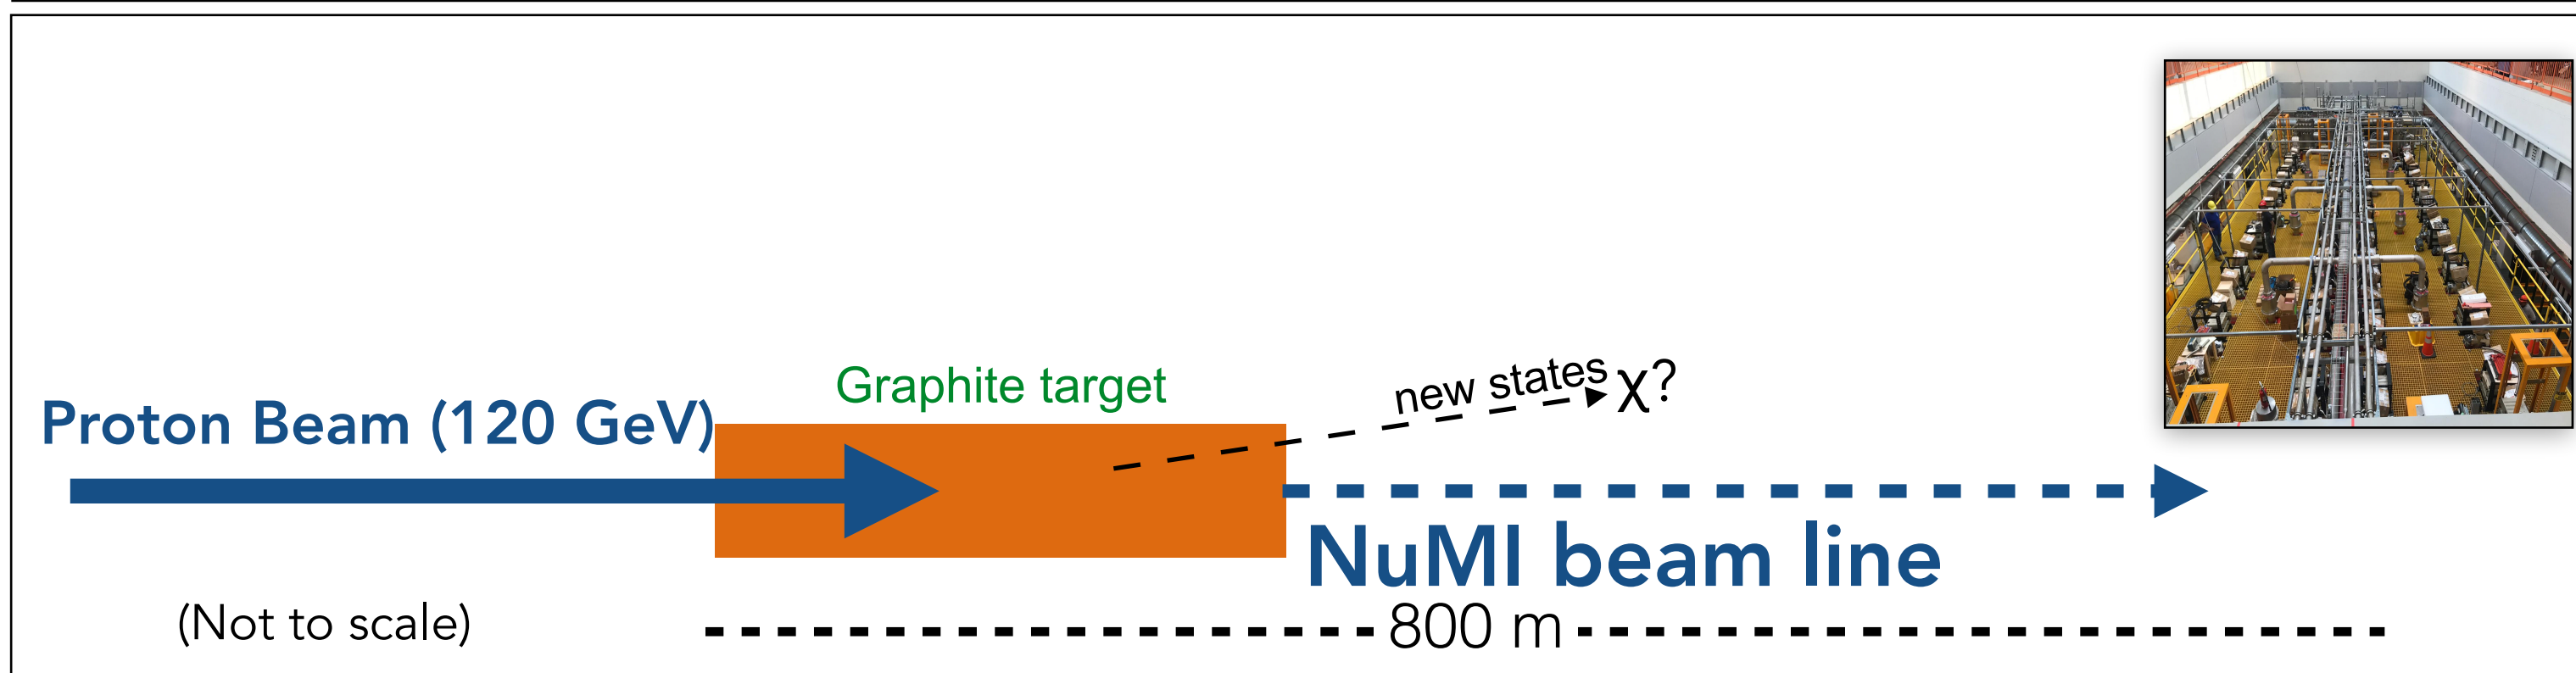 Graphite target
new states χ?
Proton Beam (120 GeV)
NuMI beam line
(Not to scale)
800 m